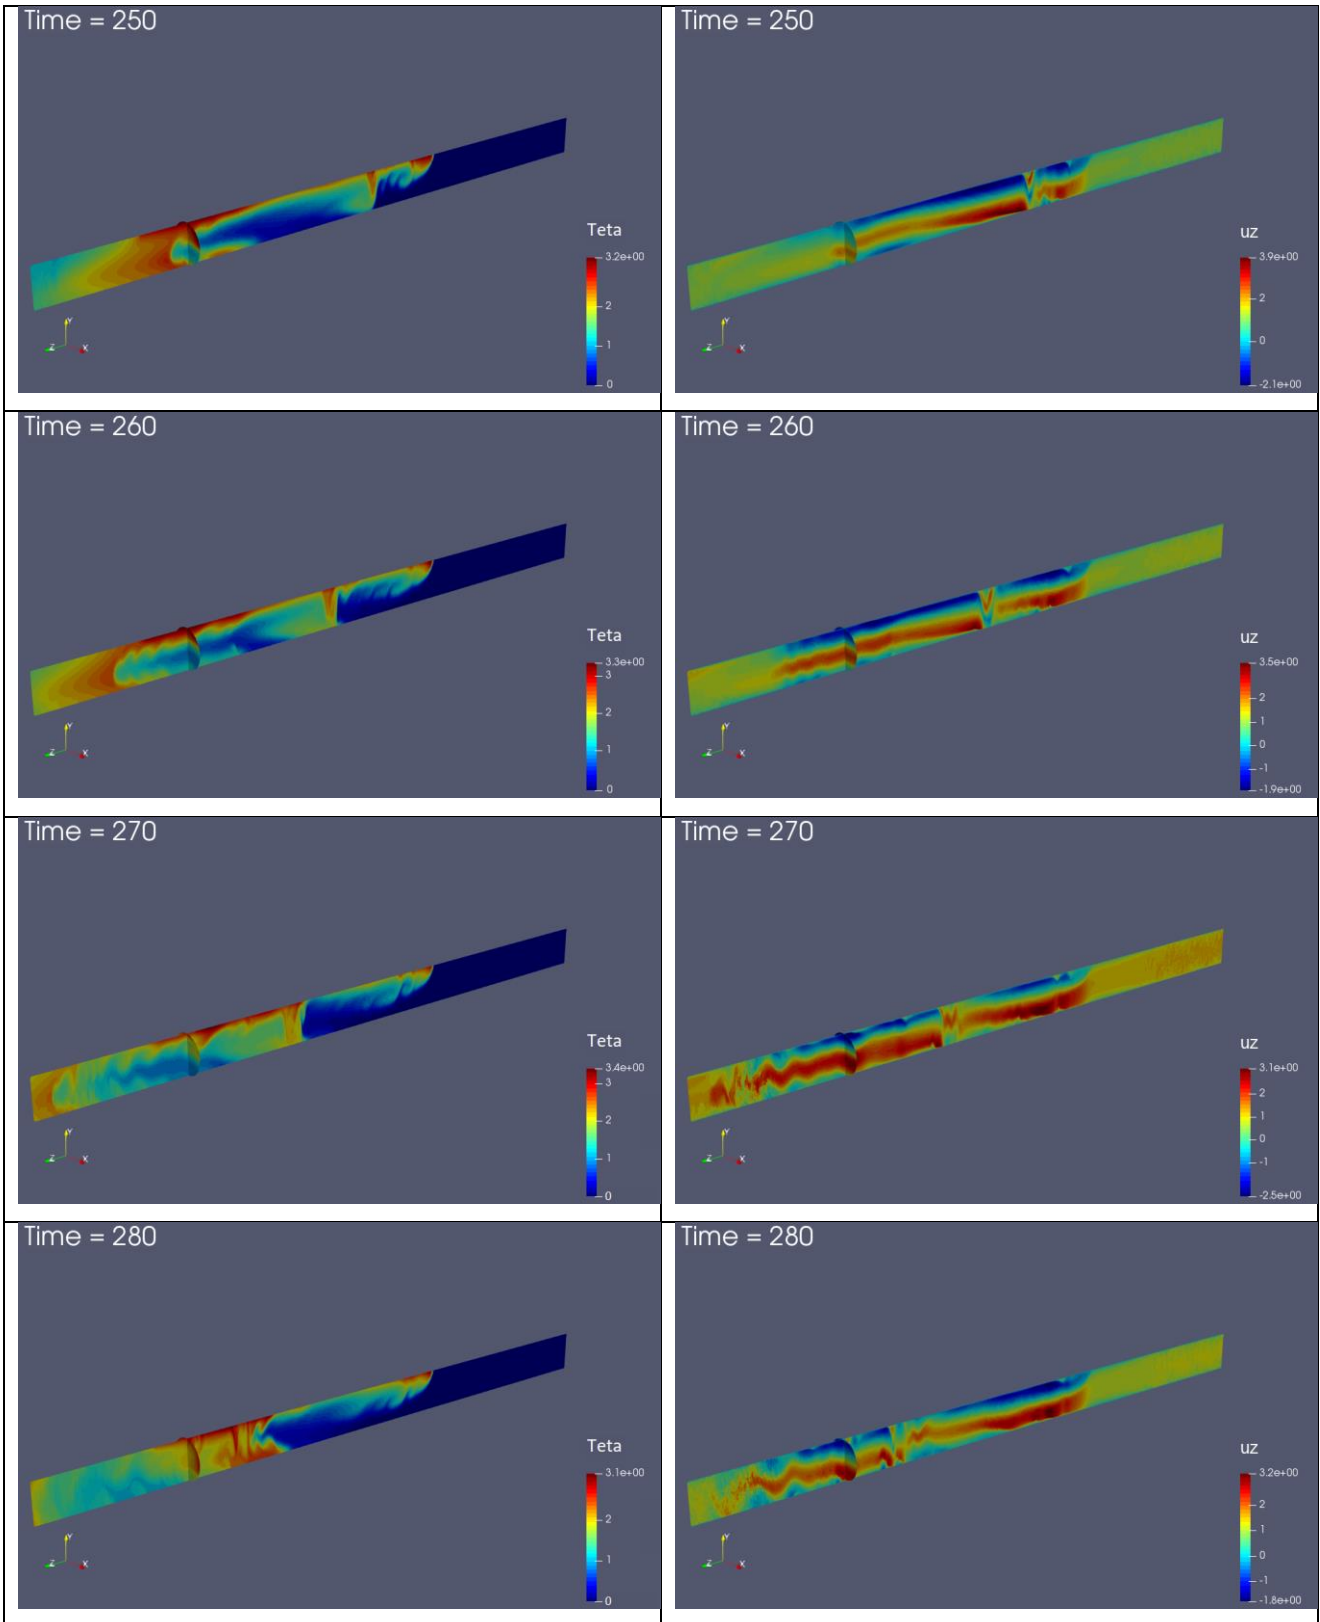 Time = 250
Teta
3.2e+00
2
1
0
Y
Z
X
Time = 250
uz
3.9e+00
2
0
-2.1e+00
Y
Z
X
Time = 260
Teta
3.3e+00
3
2
1
0
Y
Z
X
Time = 260
uz
3.5e+00
2
1
0
-1
-1.9e+00
Y
Z
X
Time = 270
Teta
3.4e+00
3
2
1
0
Y
Z
X
Time = 270
uz
3.1e+00
2
1
0
-1
-2.5e+00
Y
Z
X
Time = 280
Teta
3.1e+00
2
1
0
Y
Z
X
Time = 280
uz
3.2e+00
2
1
0
-1
-1.8e+00
Y
Z
X